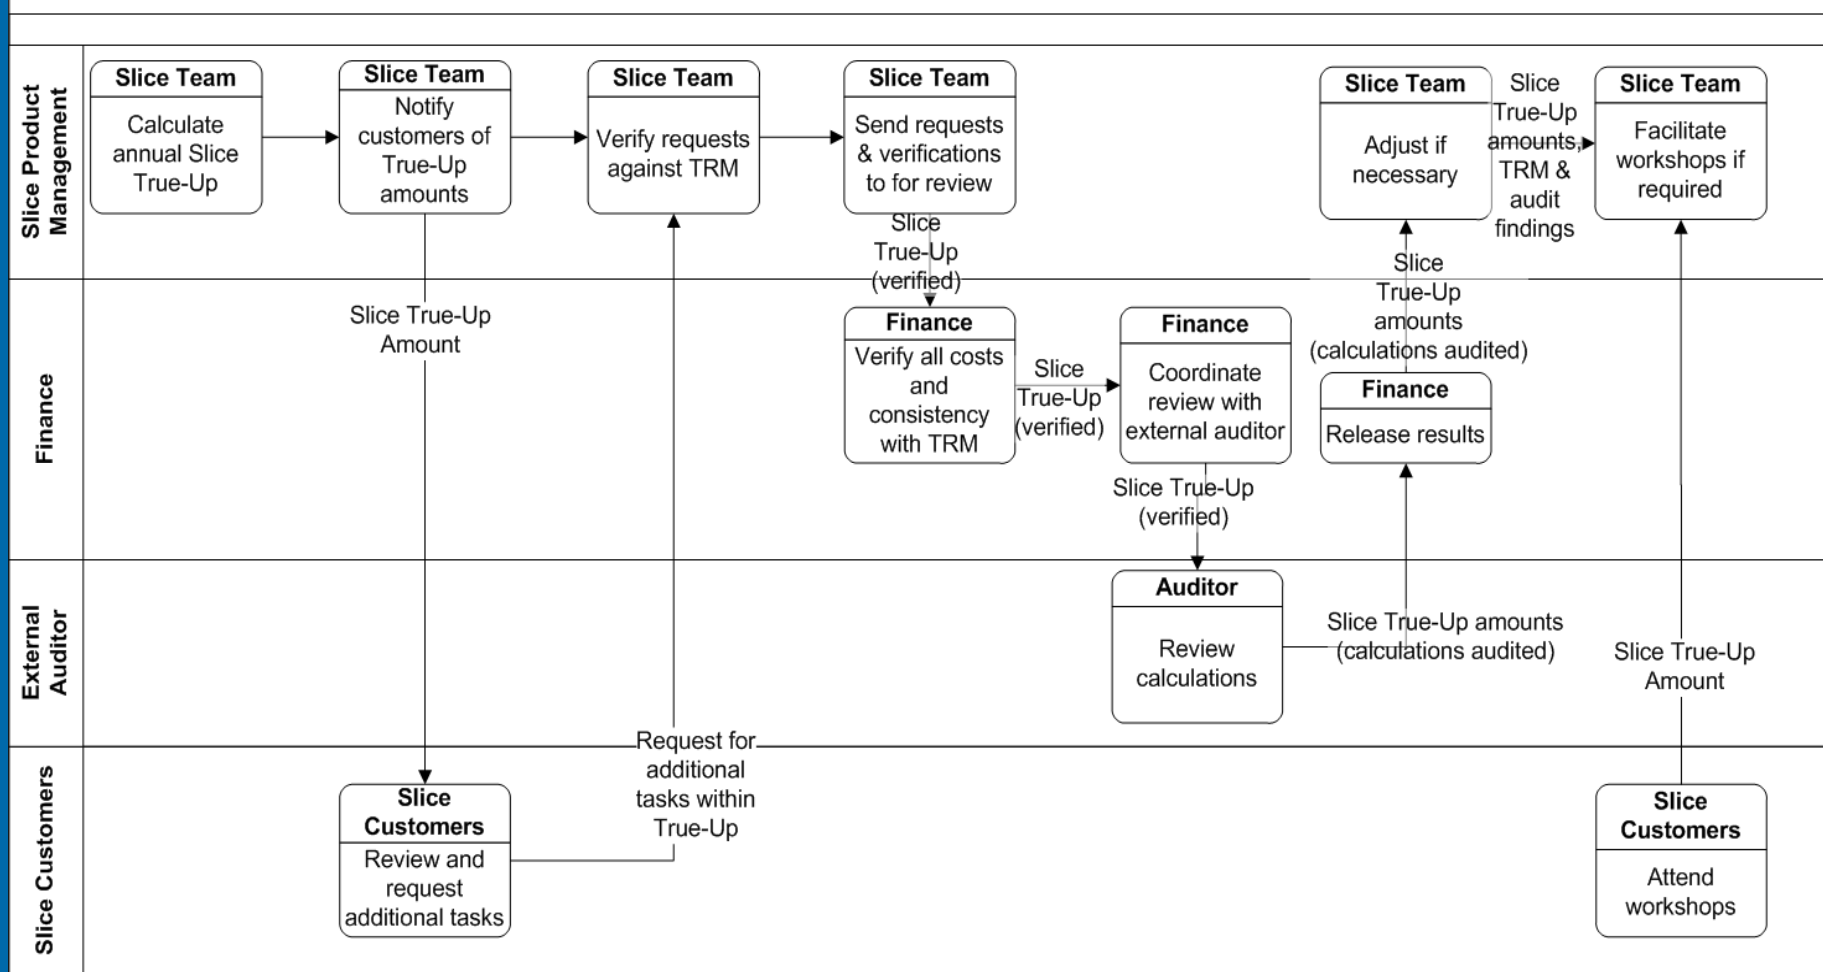 Slice Product
Management
Slice Team
Calculate
annual Slice
True-Up
Slice Team
Notify
customers of
True-Up
amounts
Slice Team
Verify requests
against TRM
Slice Team
Send requests
& verifications
to for review
Slice Team
Adjust if
necessary
Slice
True-Up
amounts,
TRM &
audit
findings
Slice Team
Facilitate
workshops if
required
Slice
True-Up
(verified)
Slice
True-Up
amounts
(calculations audited)
Finance
Slice True-Up
Amount
Finance
Verify all costs
and
consistency
with TRM
Slice
True-Up
(verified)
Finance
Coordinate
review with
external auditor
Finance
Release results
Slice True-Up
(verified)
External
Auditor
Auditor
Review
calculations
Slice True-Up amounts
(calculations audited)
Slice True-Up
Amount
Slice Customers
Request for
additional
tasks within
True-Up
Slice
Customers
Review and
request
additional tasks
Slice
Customers
Attend
workshops